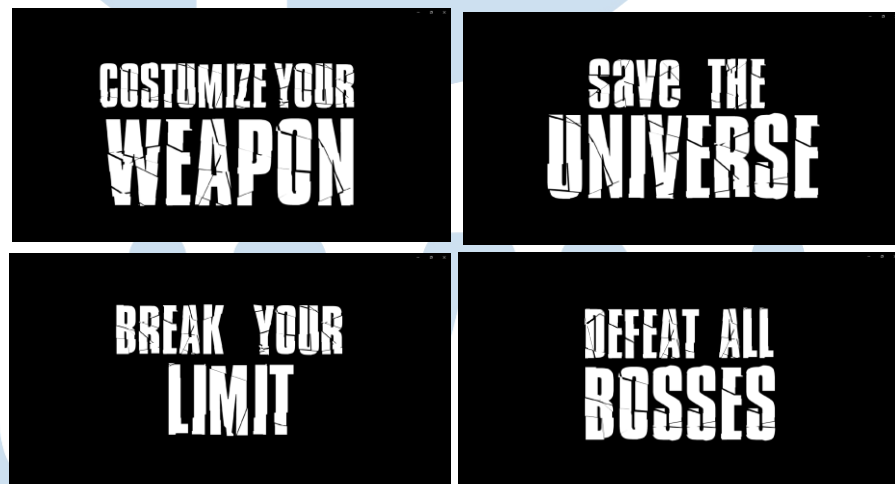 COSTUMIZE YOUR
WEAPON
Save THE
UNIVERSE
BREAK YOUR
LIMIT
DEFEAT ALL
BOSSES